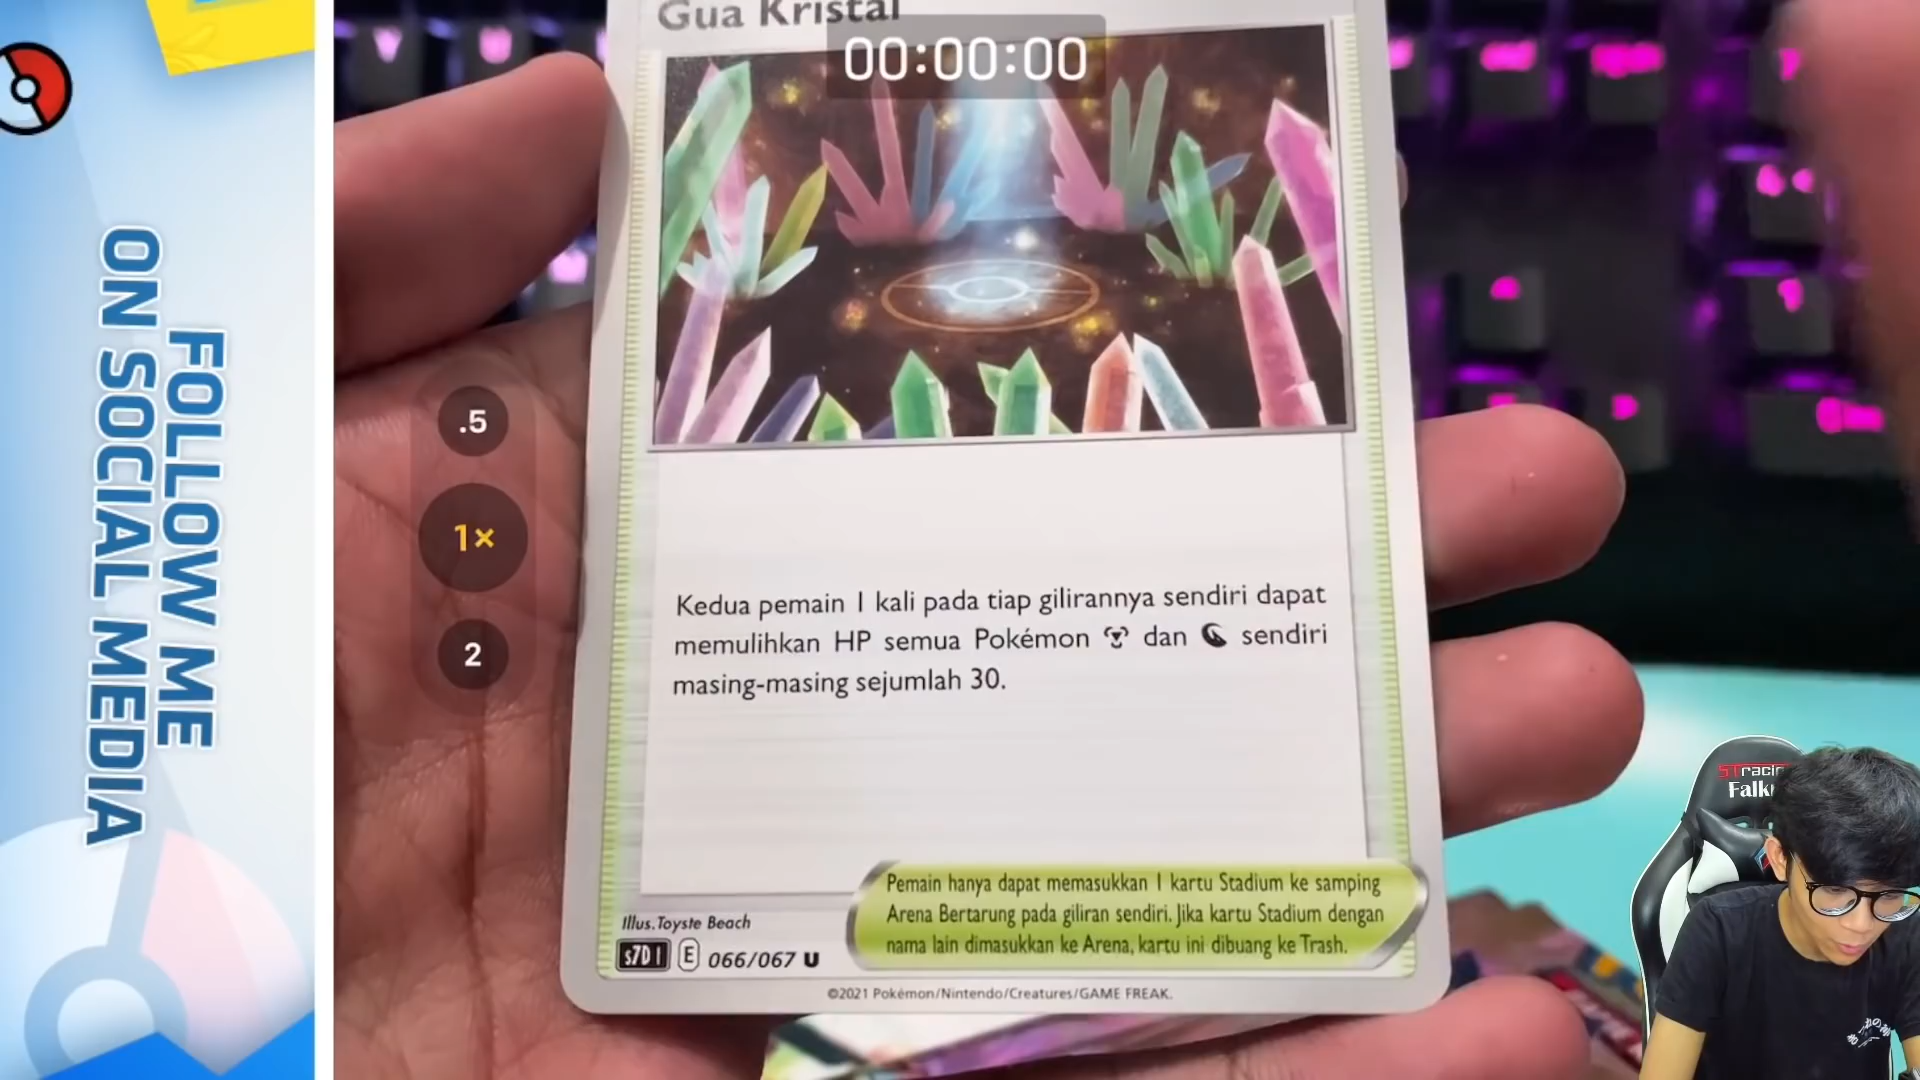 FOLLOW ME
ON SOCIAL MEDIA
Gua Kristal
00:00:00
.5
1×
2
Kedua pemain 1 kali pada tiap gilirannya sendiri dapat
memulihkan HP semua Pokémon dan sendiri
masing-masing sejumlah 30.
Pemain hanya dapat memasukkan 1 kartu Stadium ke samping
Arena Bertarung pada giliran sendiri. Jika kartu Stadium dengan
nama lain dimasukkan ke Arena, kartu ini dibuang ke Trash.
Illus. Toyste Beach
s7D I E 066/067 U
©2021 Pokémon/Nintendo/Creatures/GAME FREAK.